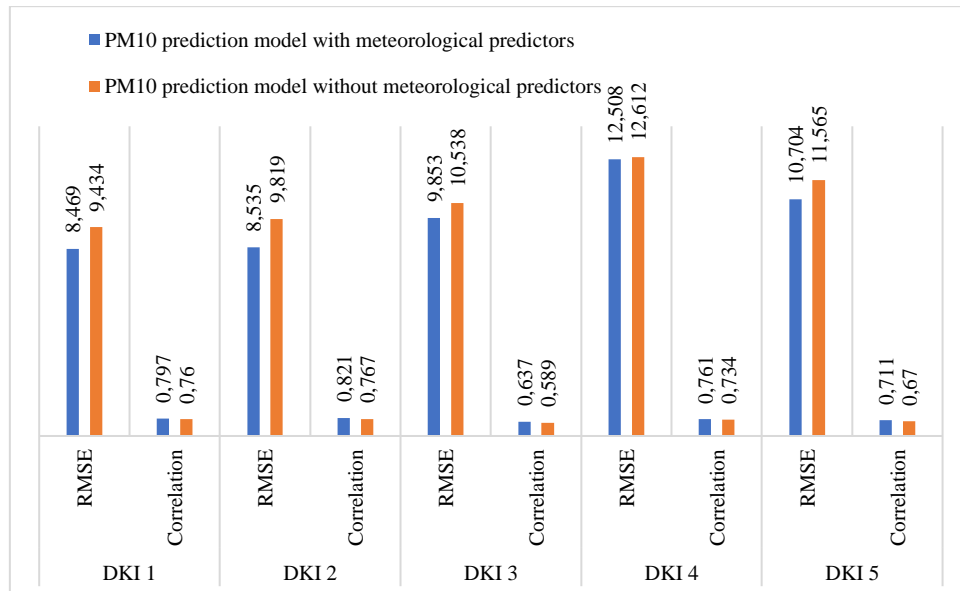 PM10 prediction model with meteorological predictors
PM10 prediction model without meteorological predictors
8,469
9,434
0,797
0,76
8,535
9,819
0,821
0,767
9,853
10,538
0,637
0,589
12,508
12,612
0,761
0,734
10,704
11,565
0,711
0,67
RMSE
Correlation
RMSE
Correlation
RMSE
Correlation
RMSE
Correlation
RMSE
Correlation
DKI 1
DKI 2
DKI 3
DKI 4
DKI 5